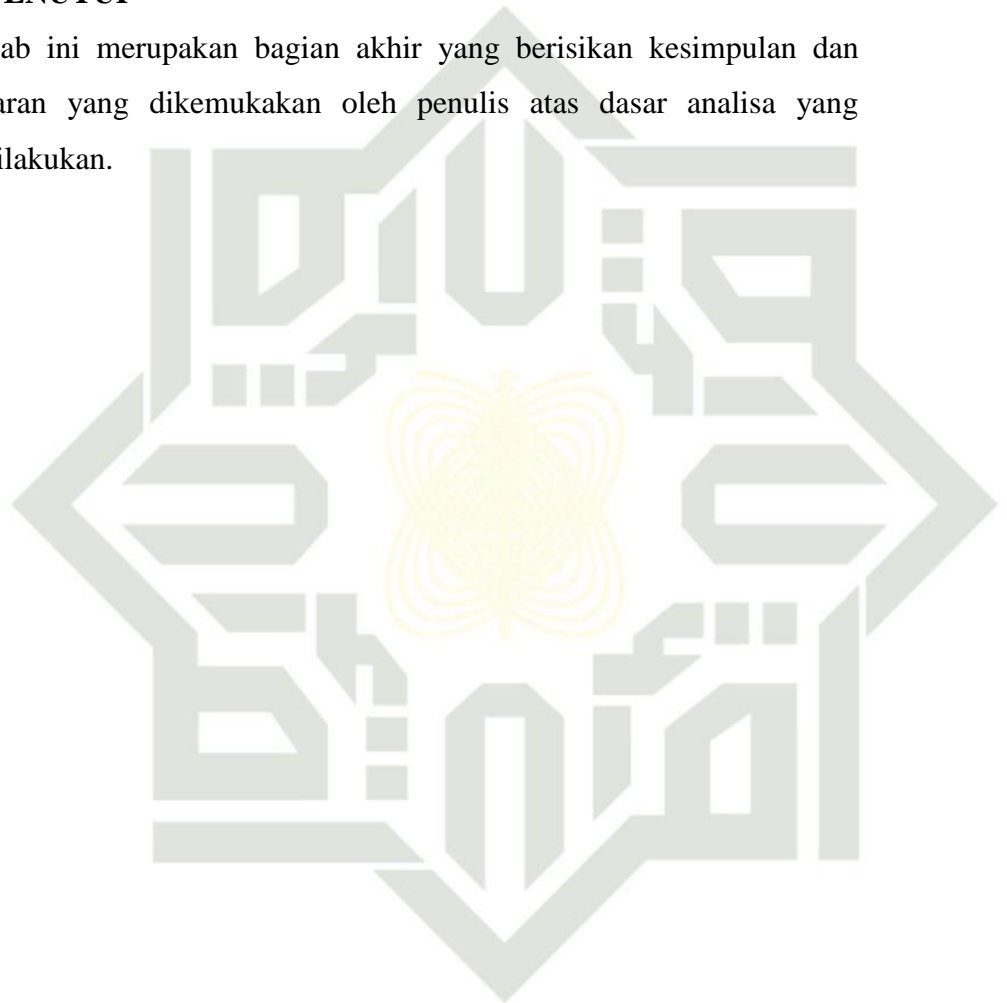 ENUTUP
ab ini merupakan bagian akhir yang berisikan kesimpulan dan
aran yang dikemukakan oleh penulis atas dasar analisa yang
ilakukan.